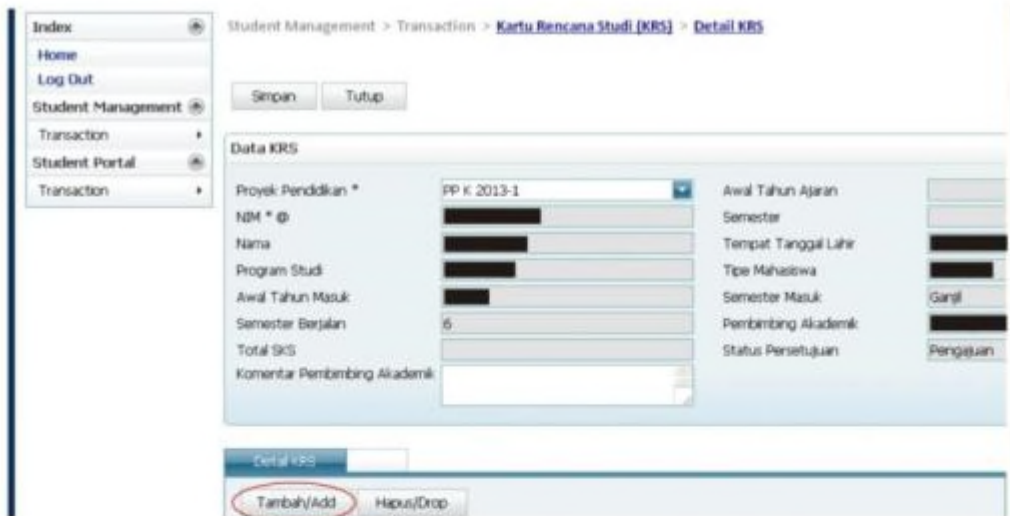 Index
Home
Log Out
Student Management
Transaction
Student Portal
Transaction
Student Management > Transaction > Kartu Rencana Studi (KRS) > Detail KRS
Simpan Tutup
Data KRS
Proyek Pendidikan * PP K 2013-1 Awal Tahun Ajaran
NIM * @ Semester
Nama Tempat Tanggal Lahir
Program Studi Tipe Mahasiswa
Awal Tahun Masuk Semester Masuk Ganjil
Semester Berjalan 6 Pembimbing Akademik
Total SKS Status Persetujuan Pengajuan
Komentar Pembimbing Akademik
Detail KRS
Tambah/Add Hapus/Drop